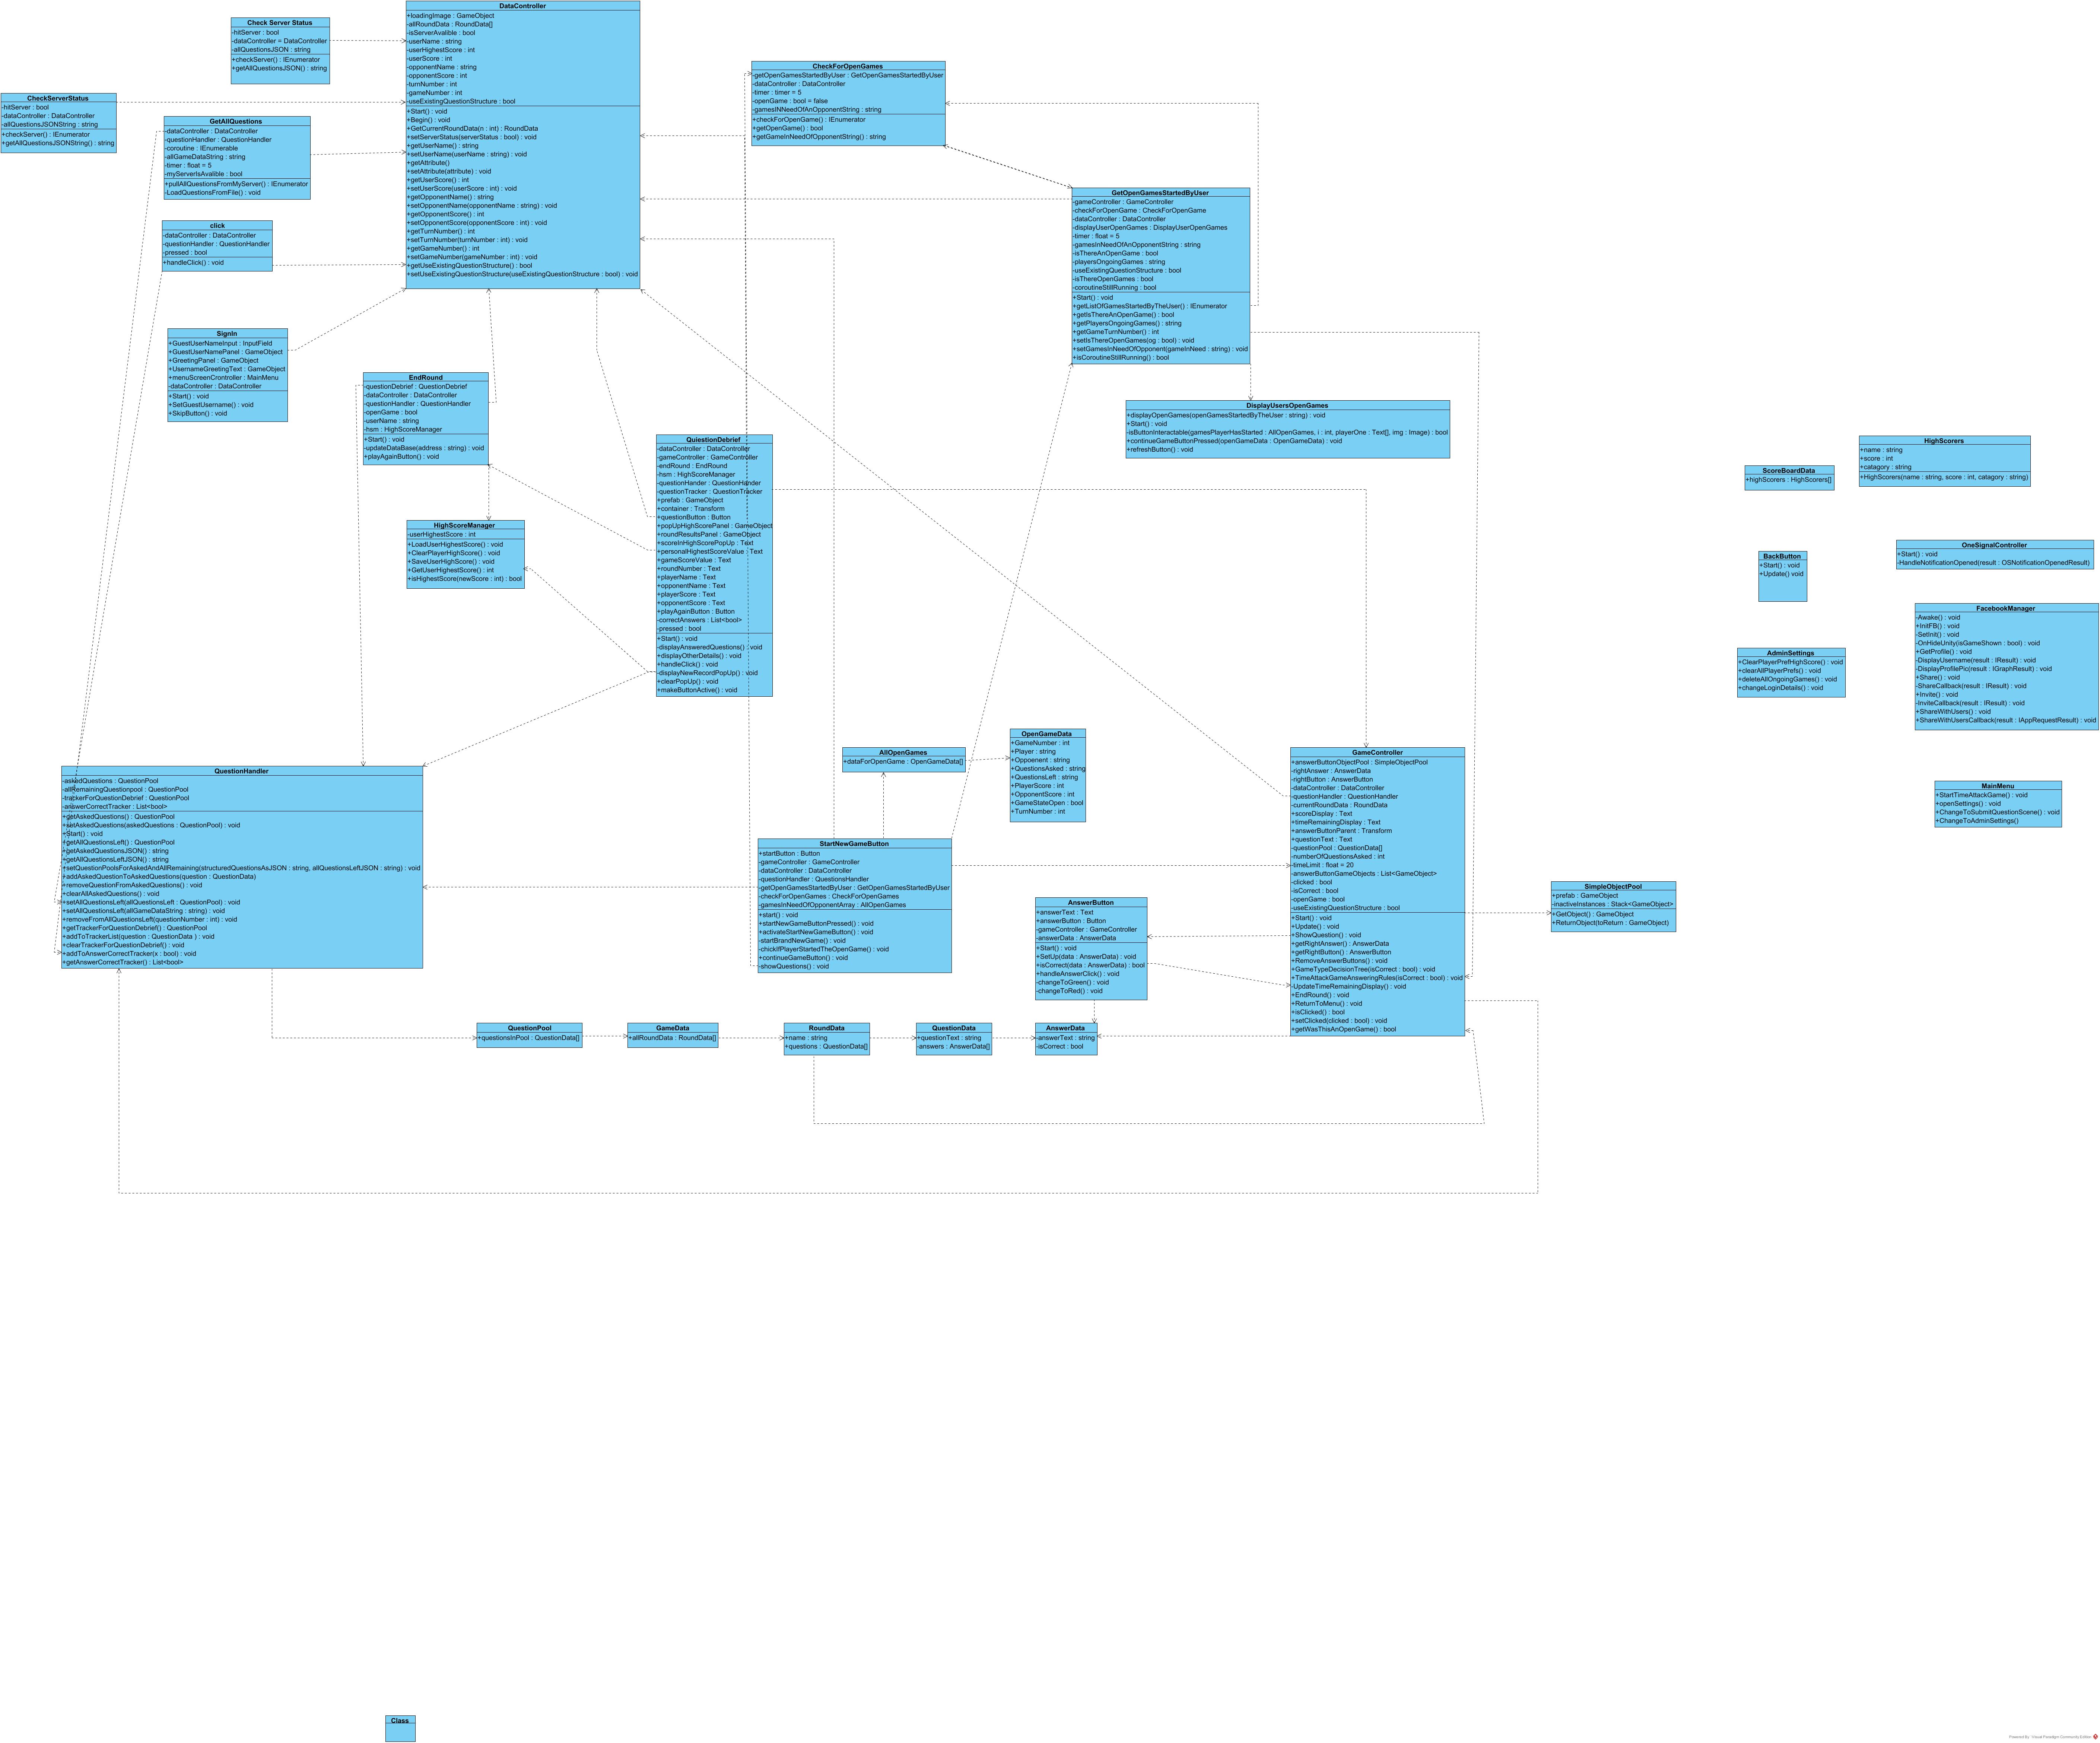 DataController
+loadingImage : GameObject
-allRoundData : RoundData[]
-isServerAvalible : bool
-userName : string
-userHighestScore : int
-userScore : int
-opponentName : string
-opponentScore : int
-turnNumber : int
-gameNumber : int
-useExistingQuestionStructure : bool
+Start() : void
+Begin() : void
+GetCurrentRoundData(n : int) : RoundData
+setServerStatus(serverStatus : bool) : void
+getUserName() : string
+setUserName(userName : string) : void
+getAttribute()
+setAttribute(attribute) : void
+getUserScore() : int
+setUserScore(userScore : int) : void
+getOpponentName() : string
+setOpponentName(opponentName : string) : void
+getOpponentScore() : int
+setOpponentScore(opponentScore : int) : void
+getTurnNumber() : int
+setTurnNumber(turnNumber : int) : void
+getGameNumber() : int
+setGameNumber(gameNumber : int) : void
+getUseExistingQuestionStructure() : bool
+setUseExistingQuestionStructure(useExistingQuestionStructure : bool) : void
Check Server Status
-hitServer : bool
-dataController = DataController
-allQuestionsJSON : string
+checkServer() : IEnumerator
+getAllQuestionsJSON() : string
CheckServerStatus
-hitServer : bool
-dataController : DataController
-allQuestionsJSONString : string
+checkServer() : IEnumerator
+getAllQuestionsJSONString() : string
GetAllQuestions
-dataController : DataController
-questionHandler : QuestionHandler
-coroutine : IEnumerable
-allGameDataString : string
-timer : float = 5
-myServerIsAvalible : bool
+pullAllQuestionsFromMyServer() : IEnumerator
-LoadQuestionsFromFile() : void
click
-dataController : DataController
-questionHandler : QuestionHandler
-pressed : bool
+handleClick() : void
SignIn
+GuestUserNameInput : InputField
+GuestUserNamePanel : GameObject
+GreetingPanel : GameObject
+UsernameGreetingText : GameObject
+menuScreenCrontroller : MainMenu
-dataController : DataController
+Start() : void
+SetGuestUsername() : void
+SkipButton() : void
CheckForOpenGames
-getOpenGamesStartedByUser : GetOpenGamesStartedByUser
-dataController : DataController
-timer : timer = 5
-openGame : bool = false
-gamesINNeedOfAnOpponentString : string
+checkForOpenGame() : IEnumerator
+getOpenGame() : bool
+getGameInNeedOfOpponentString() : string
GetOpenGamesStartedByUser
-gameController : GameController
-checkForOpenGame : CheckForOpenGame
-dataController : DataController
-displayUserOpenGames : DisplayUserOpenGames
-timer : float = 5
-gamesInNeedOfAnOpponentString : string
-isThereAnOpenGame : bool
-playersOngoingGames : string
-useExistingQuestionStructure : bool
-isThereOpenGames : bool
-coroutineStillRunning : bool
+Start() : void
+getListOfGamesStartedByTheUser() : IEnumerator
+getIsThereAnOpenGame() : bool
+getPlayersOngoingGames() : string
+getGameTurnNumber() : int
+setIsThereOpenGames(og : bool) : void
+setGamesInNeedOfOpponent(gameinNeed : string) : void
+isCoroutineStillRunning() : bool
EndRound
-questionDebrief : QuestionDebrief
-dataController : DataController
-questionHandler : QuestionHandler
-openGame : bool
-userName : string
-hsm : HighScoreManager
+Start() : void
-updateDataBase(address : string) : void
+playAgainButton() : void
DisplayUsersOpenGames
+displayOpenGames(openGamesStartedByTheUser : string) : void
+Start() : void
-isButtonInteractable(gamesPlayerHasStarted : AllOpenGames, i : int, playerOne : Text[], img : Image) : bool
+continueGameButtonPressed(openGameData : OpenGameData) : void
+refreshButton() : void
QuiestionDebrief
-dataController : DataController
-gameController : GameController
-endRound : EndRound
-hsm : HighScoreManager
-questionHander : QuestionHander
-questionTracker : QuestionTracker
+prefab : GameObject
+container : Transform
+questionButton : Button
+popUpHighScorePanel : GameObject
+roundResultsPanel : GameObject
+scoreInHighScorePopUp : Text
+personalHighestScoreValue : Text
+gameScoreValue : Text
+roundNumber : Text
+playerName : Text
+opponentName : Text
+playerScore : Text
+opponentScore : Text
+playAgainButton : Button
-correctAnswers : List<bool>
-pressed : bool
+Start() : void
-displayAnsweredQuestions() : void
+displayOtherDetails() : void
+handleClick() : void
-displayNewRecordPopUp() : void
+clearPopUp() : void
+makeButtonActive() : void
HighScoreManager
-userHighestScore : int
+LoadUserHighestScore() : void
+ClearPlayerHighScore() : void
+SaveUserHighScore() : void
+GetUserHighestScore() : int
+isHighestScore(newScore : int) : bool
ScoreBoardData
+highScorers : HighScorers[]
HighScorers
+name : string
+score : int
+catagory : string
+HighScorers(name : string, score : int, catagory : string)
BackButton
+Start() : void
+Update() void
OneSignalController
+Start() : void
-HandleNotificationOpened(result : OSNotificationOpenedResult)
FacebookManager
-Awake() : void
+InitFB() : void
-SetInit() : void
-OnHideUnity(isGameShown : bool) : void
+GetProfile() : void
-DisplayUsername(result : IResult) : void
-DisplayProfilePic(result : IGraphResult) : void
+Share() : void
-ShareCallback(result : IResult) : void
+Invite() : void
-InviteCallback(result : IResult) : void
+ShareWithUsers() : void
+ShareWithUsersCallback(result : IAppRequestResult) : void
AdminSettings
+ClearPlayerPrefHighScore() : void
+clearAllPlayerPrefs() : void
+deleteAllOngoingGames() : void
+changeLoginDetails() : void
MainMenu
+StartTimeAttackGame() : void
+openSettings() : void
+ChangeToSubmitQuestionScene() : void
+ChangeToAdminSettings()
QuestionHandler
-askedQuestions : QuestionPool
-allRemainingQuestionpool : QuestionPool
-trackerForQuestionDebrief : QuestionPool
-answerCorrectTracker : List<bool>
+getAskedQuestions() : QuestionPool
+setAskedQuestions(askedQuestions : QuestionPool) : void
+Start() : void
+getAllQuestionsLeft() : QuestionPool
+getAskedQuestionsJSON() : string
+getAllQuestionsLeftJSON() : string
+setQuestionPoolsForAskedAndAllRemaining(structuredQuestionsAsJSON : string, allQuestionsLeftJSON : string) : void
+addAskedQuestionToAskedQuestions(question : QuestionData)
+removeQuestionFromAskedQuestions() : void
+clearAllAskedQuestions() : void
+setAllQuestionsLeft(allQuestionsLeft : QuestionPool) : void
+setAllQuestionsLeft(allGameDataString : string) : void
+removeFromAllQuestionsLeft(questionNumber : int) : void
+getTrackerForQuestionDebrief() : QuestionPool
+addToTrackerList(question : QuestionData ) : void
+clearTrackerForQuestionDebrief() : void
+addToAnswerCorrectTracker(x : bool) : void
+getAnswerCorrectTracker() : List<bool>
AllOpenGames
+dataForOpenGame : OpenGameData[]
OpenGameData
+GameNumber : int
+Player : string
+Oppoenent : string
+QuestionsAsked : string
+QuestionsLeft : string
+PlayerScore : int
+OpponentScore : int
+GameStateOpen : bool
+TurnNumber : int
StartNewGameButton
+startButton : Button
-gameController : GameController
-dataController : DataController
-questionHandler : QuestionsHandler
-getOpenGamesStartedByUser : GetOpenGamesStartedByUser
-checkForOpenGames : CheckForOpenGames
-gamesInNeedOfOpponentArray : AllOpenGames
+start() : void
+startNewGameButtonPressed() : void
+activateStartNewGameButton() : void
-startBrandNewGame() : void
-chickIfPlayerStartedTheOpenGame() : void
+continueGameButton() : void
-showQuestions() : void
GameController
+answerButtonObjectPool : SimpleObjectPool
-rightAnswer : AnswerData
-rightButton : AnswerButton
-dataController : DataController
-questionHandler : QuestionHandler
-currentRoundData : RoundData
+scoreDisplay : Text
+timeRemainingDisplay : Text
+answerButtonParent : Transform
+questionText : Text
-questionPool : QuestionData[]
-numberOfQuestionsAsked : int
-timeLimit : float = 20
-answerButtonGameObjects : List<GameObject>
-clicked : bool
-isCorrect : bool
-openGame : bool
-useExistingQuestionStructure : bool
+Start() : void
+Update() : void
+ShowQuestion() : void
+getRightAnswer() : AnswerData
+getRightButton() : AnswerButton
+RemoveAnswerButtons() : void
+GameTypeDecisionTree(isCorrect : bool) : void
+TimeAttackGameAnsweringRules(isCorrect : bool) : void
-UpdateTimeRemainingDisplay() : void
+EndRound() : void
+ReturnToMenu() : void
+isClicked() : bool
+setClicked(clicked : bool) : void
+getWasThisAnOpenGame() : bool
SimpleObjectPool
+prefab : GameObject
-inactiveInstances : Stack<GameObject>
+GetObject() : GameObject
+ReturnObject(toReturn : GameObject)
AnswerButton
+answerText : Text
+answerButton : Button
-gameController : GameController
-answerData : AnswerData
+Start() : void
+SetUp(data : AnswerData) : void
+isCorrect(data : AnswerData) : bool
+handleAnswerClick() : void
-changeToGreen() : void
-changeToRed() : void
QuestionPool
+questionsInPool : QuestionData[]
GameData
+allRoundData : RoundData[]
RoundData
+name : string
+questions : QuestionData[]
QuestionData
+questionText : string
-answers : AnswerData[]
AnswerData
-answerText : string
-isCorrect : bool
Class
Powered By Visual Paradigm Community Edition